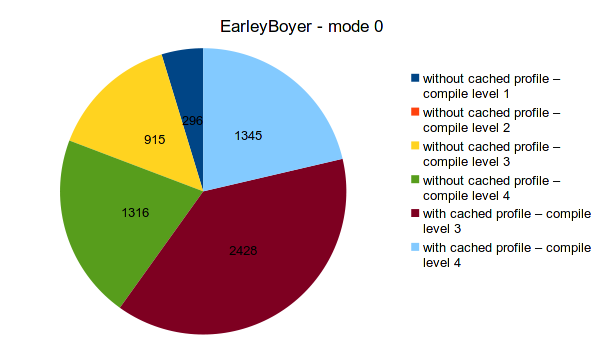 EarleyBoyer - mode 0
296
1345
915
1316
2428
without cached profile –
compile level 1
without cached profile –
compile level 2
without cached profile –
compile level 3
without cached profile –
compile level 4
with cached profile – compile
level 3
with cached profile – compile
level 4